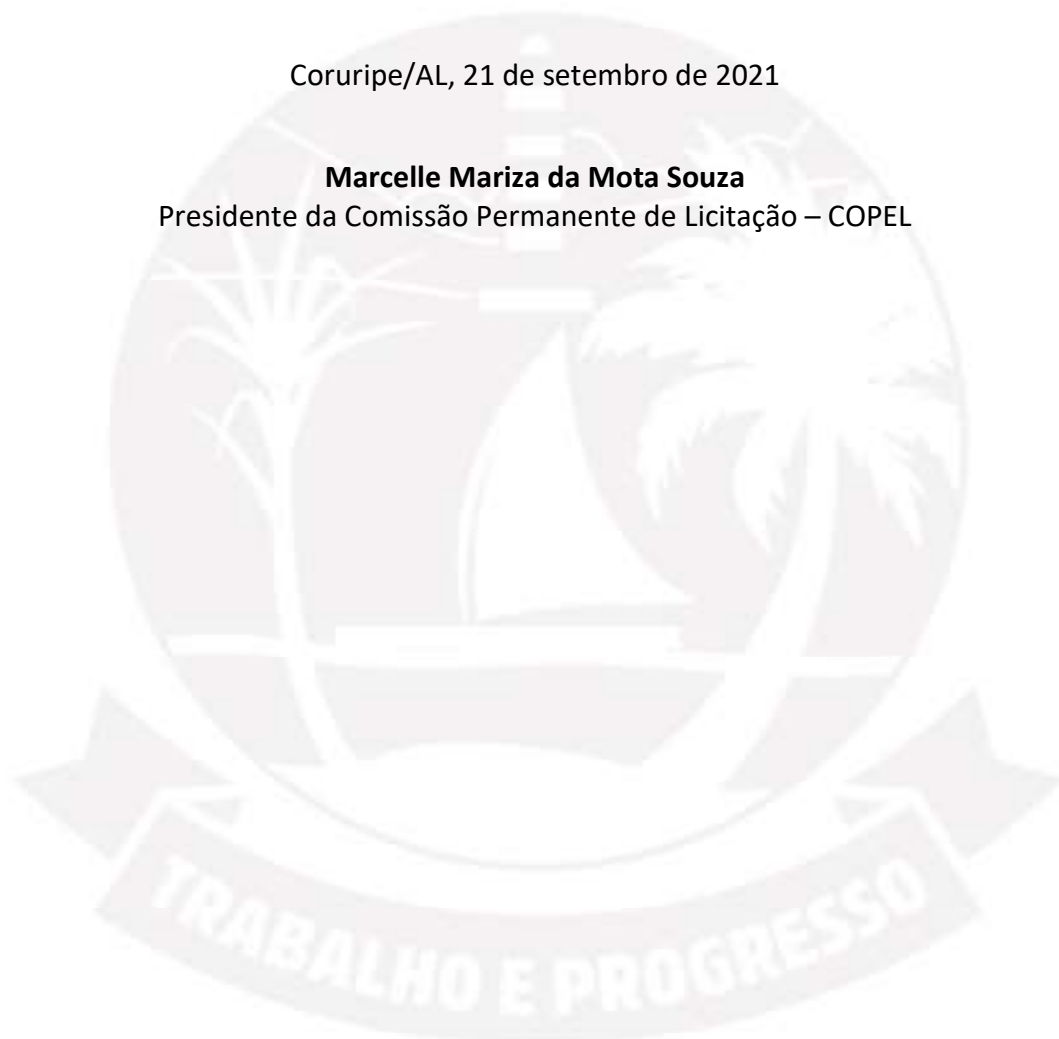 Coruripe/AL, 21 de setembro de 2021
Marcelle Mariza da Mota Souza
Presidente da Comissão Permanente de Licitação – COPEL
TRABALHO E PROGRESSO